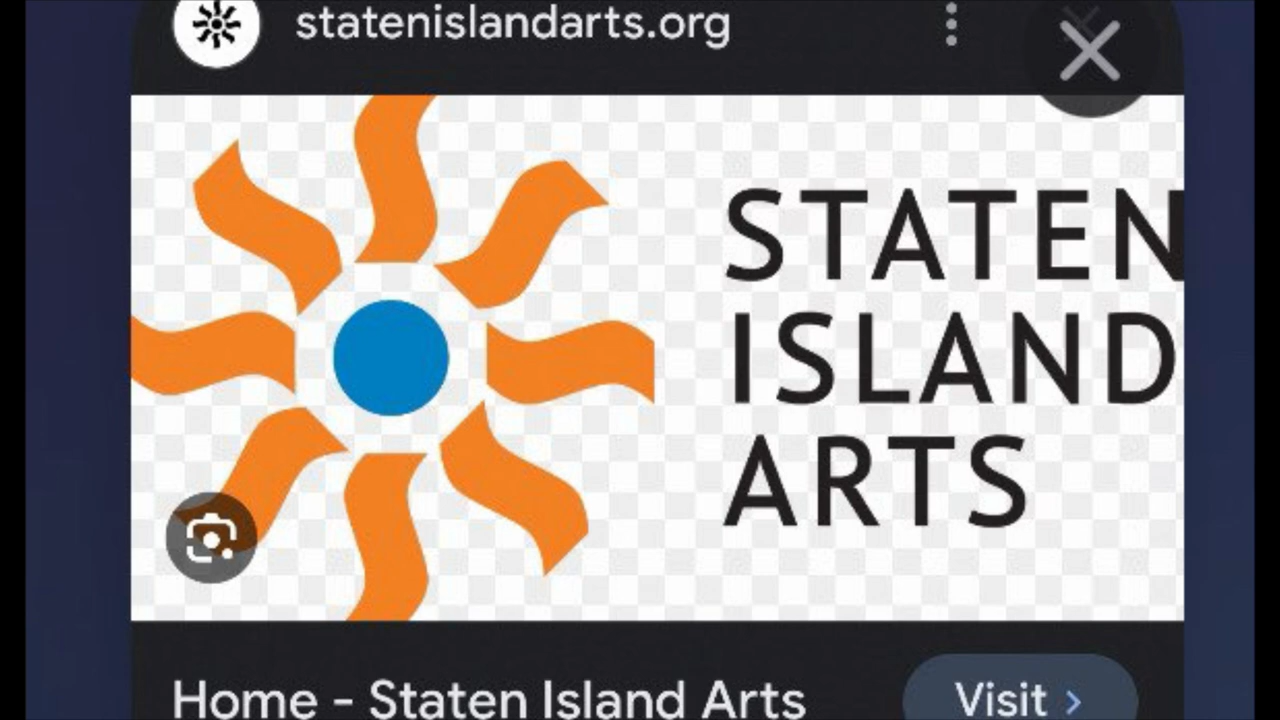 statenislandarts.org
STATEN
ISLAND
ARTS
Home - Staten Island Arts
Visit